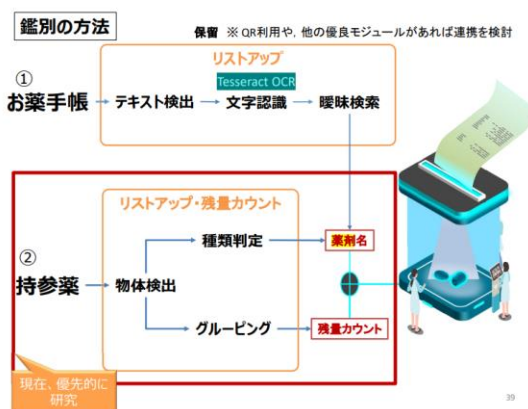 鑑別の方法
保留 ※ QR利用や, 他の優良モジュールがあれば連携を検討
リストアップ
Tesseract OCR
①
お薬手帳
テキスト検出
文字認識
曖昧検索
リストアップ・残量カウント
②
持参薬
物体検出
種類判定
薬剤名
グルーピング
残量カウント
現在、優先的に
研究
39